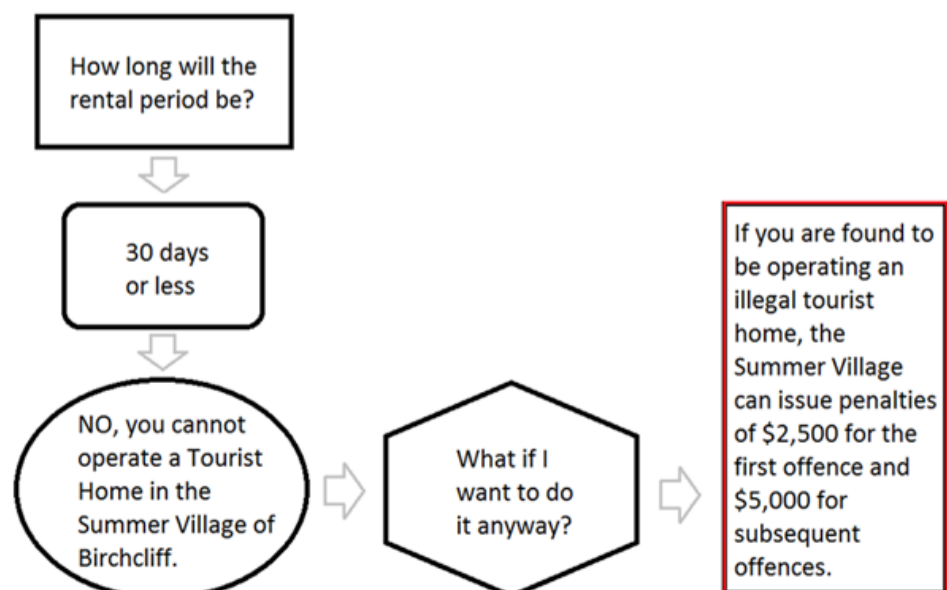 How long will the
rental period be?
30 days
or less
NO, you cannot
operate a Tourist
Home in the
Summer Village of
Birchcliff.
What if I
want to do
it anyway?
If you are found to
be operating an
illegal tourist
home, the
Summer Village
can issue penalties
of $2,500 for the
first offence and
$5,000 for
subsequent
offences.